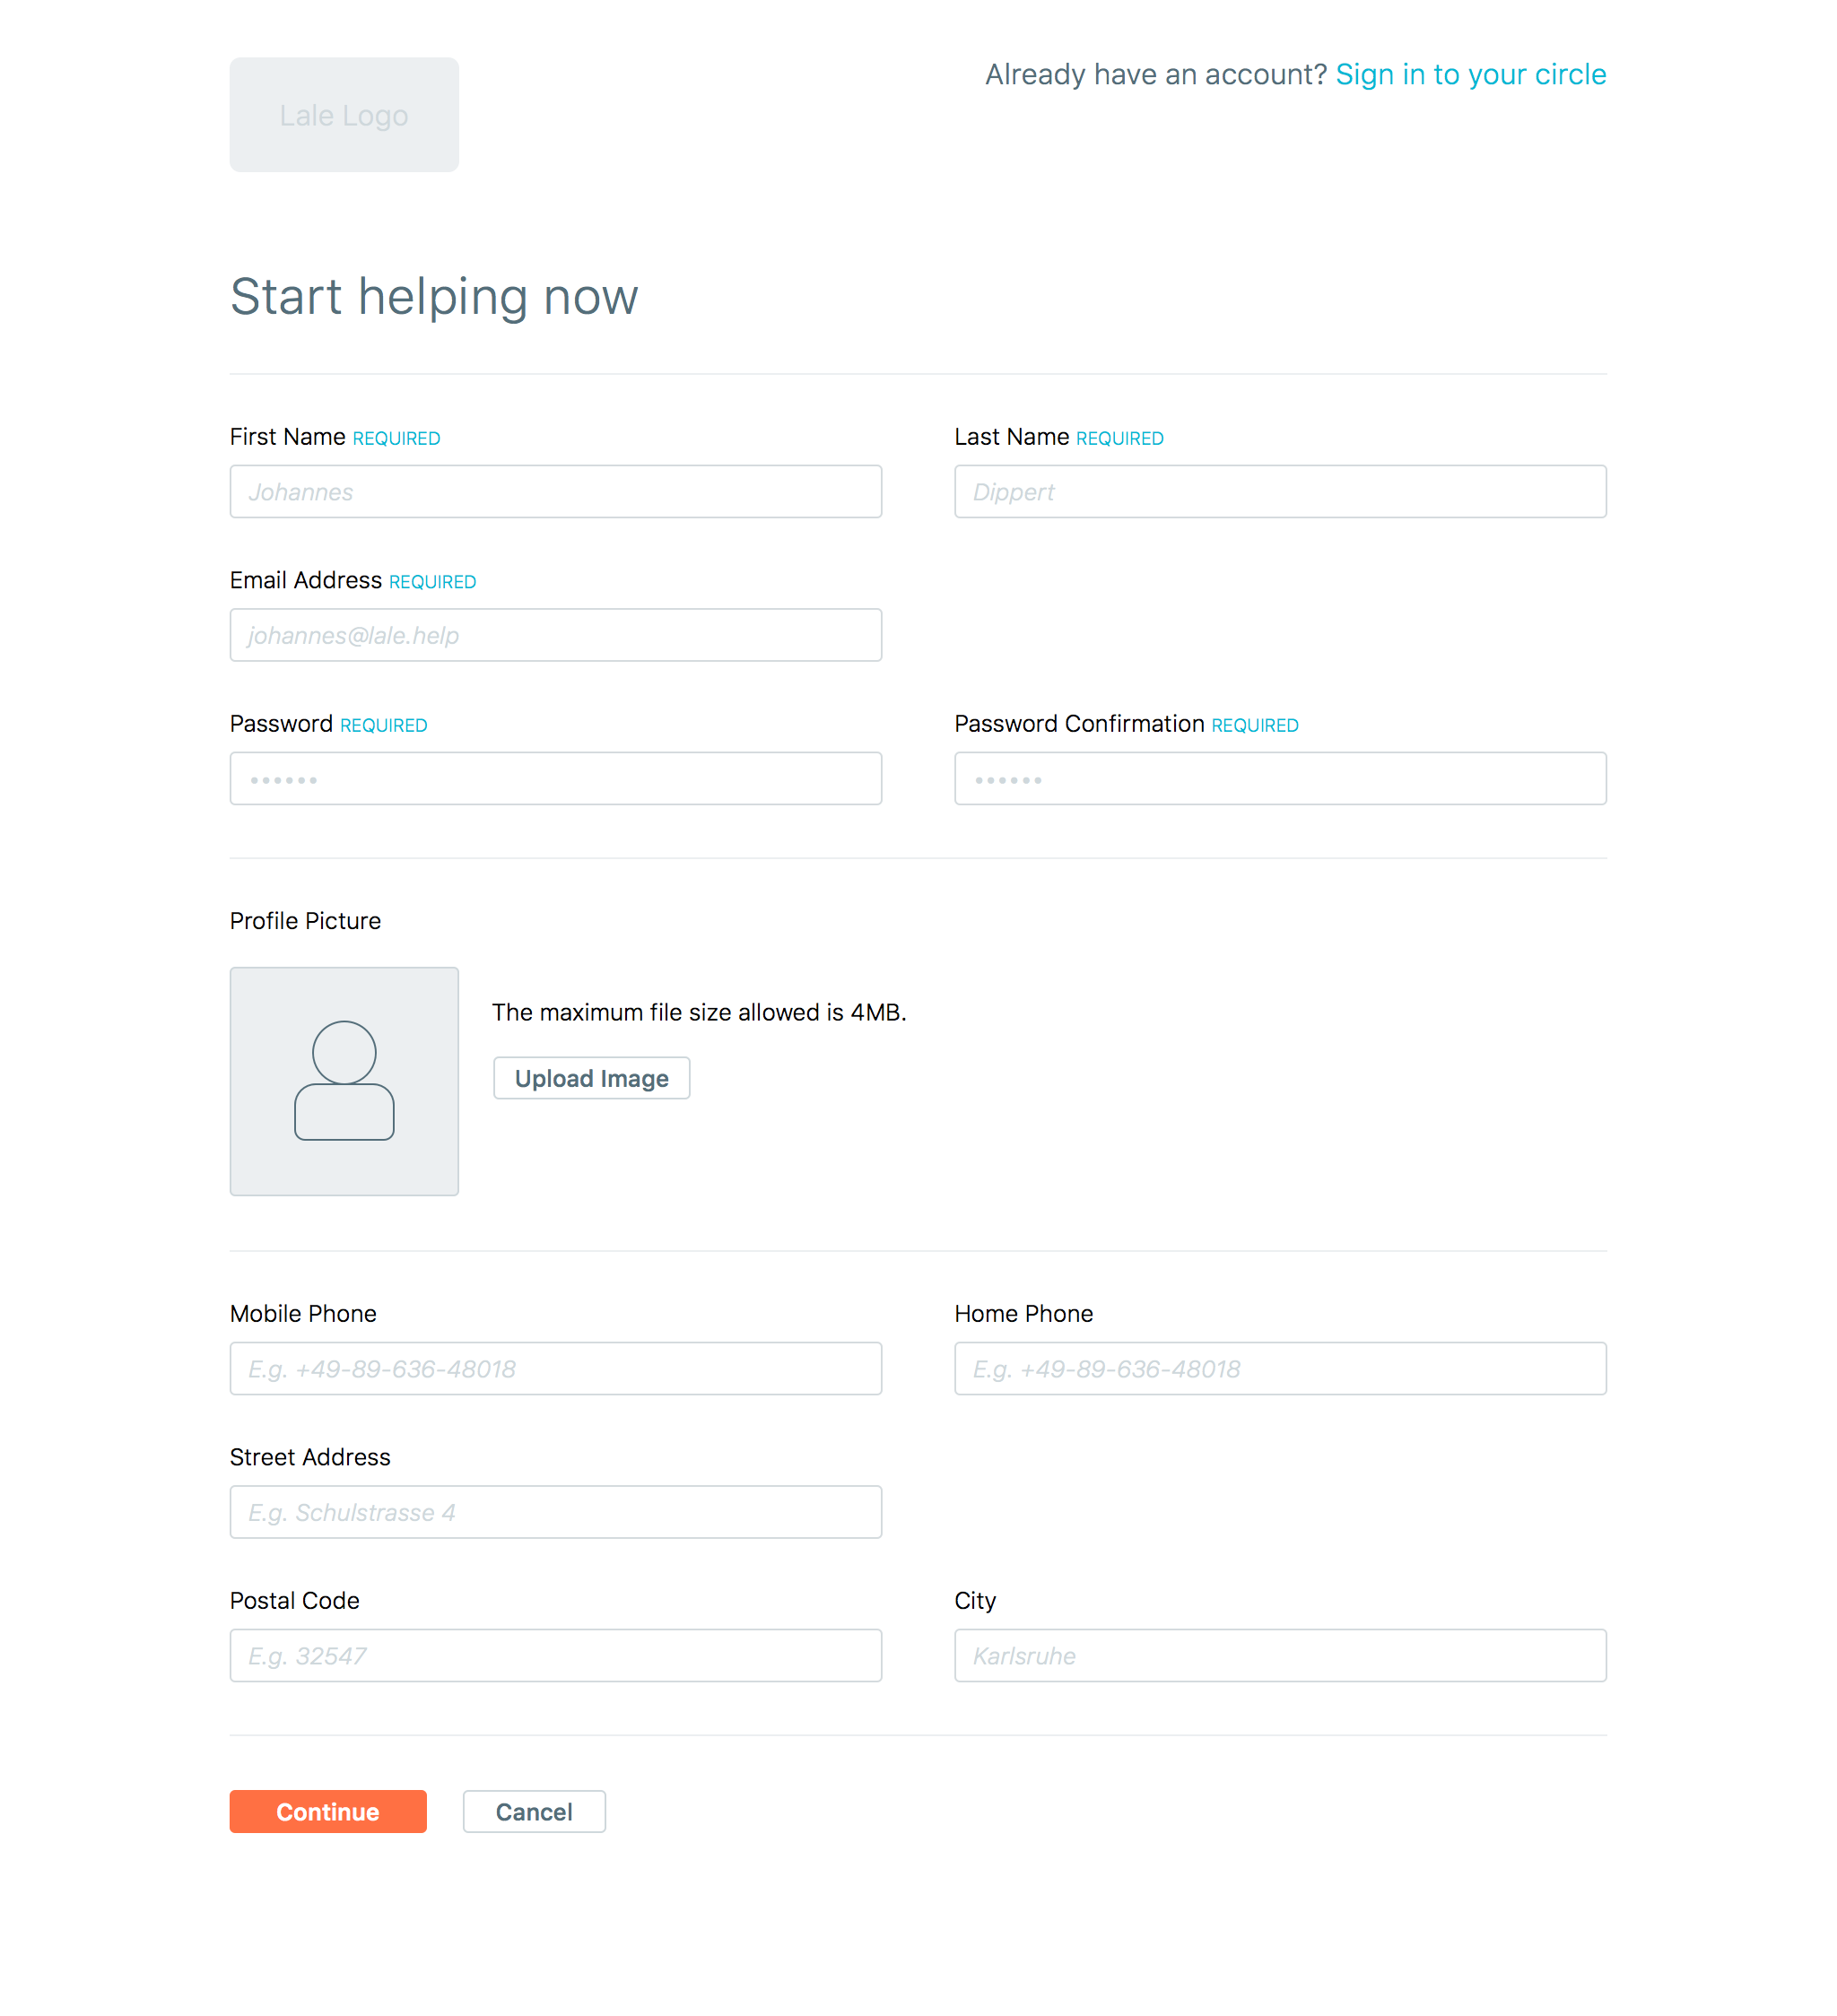 Lale Logo
Already have an account? Sign in to your circle
Start helping now
First Name REQUIRED
Last Name REQUIRED
Johannes
Dippert
Email Address REQUIRED
johannes@lale.help
Password REQUIRED
Password Confirmation REQUIRED
••••••
••••••
Profile Picture
The maximum file size allowed is 4MB.
Upload Image
Mobile Phone
Home Phone
E.g. +49-89-636-48018
E.g. +49-89-636-48018
Street Address
E.g. Schulstrasse 4
Postal Code
City
E.g. 32547
Karlsruhe
Continue
Cancel